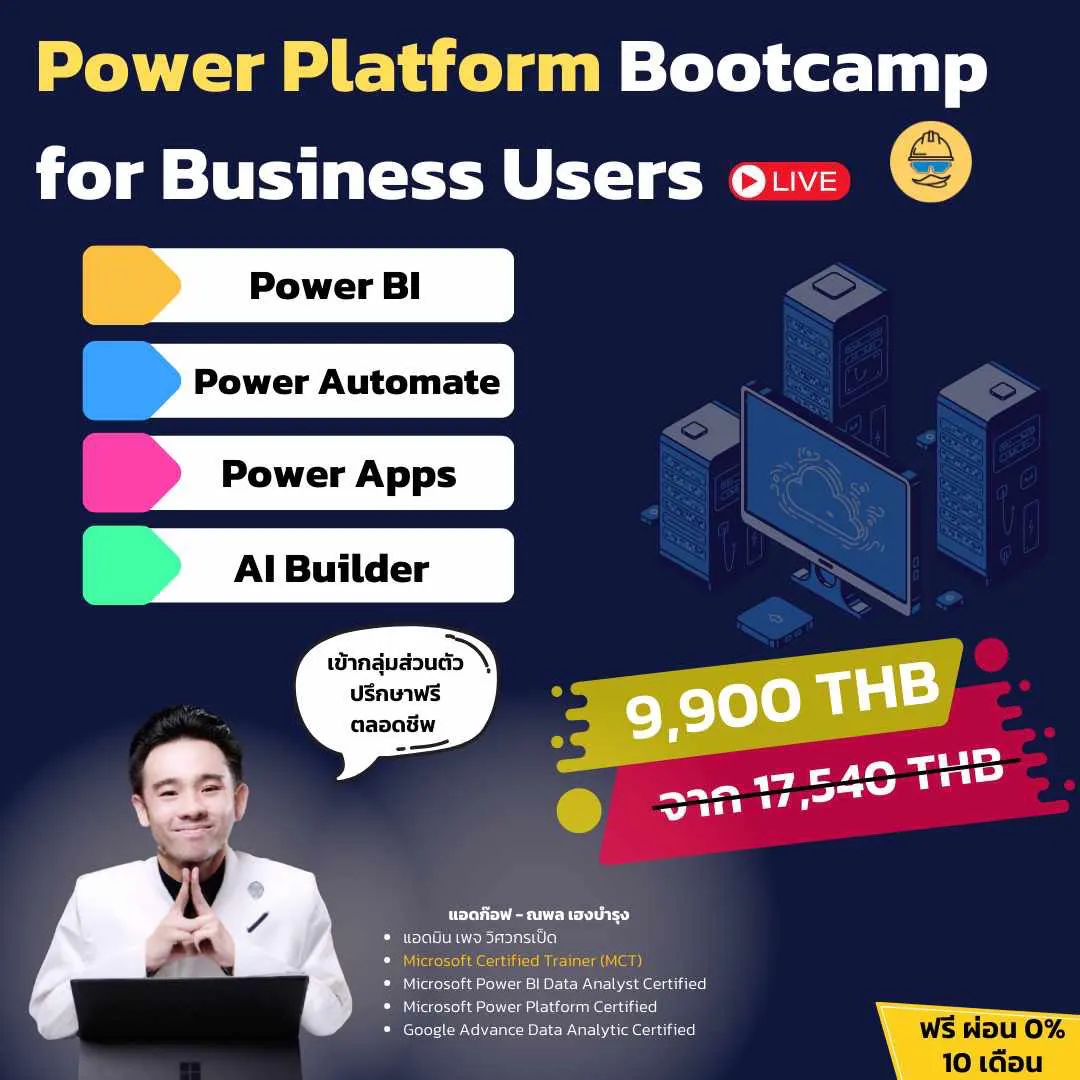 Power Platform Bootcamp
for Business Users
LIVE
Power BI
Power Automate
Power Apps
AI Builder
เข้ากลุ่มส่วนตัว
ปรึกษาฟรี
ตลอดชีพ
9,900 THB
จาก 17,540 THB
แอดก๊อฟ - ณพล เฮงบำรุง
• แอดมิน เพจ วิศวกรเป็ด
• Microsoft Certified Trainer (MCT)
• Microsoft Power BI Data Analyst Certified
• Microsoft Power Platform Certified
• Google Advance Data Analytic Certified
ฟรี ผ่อน 0%
10 เดือน